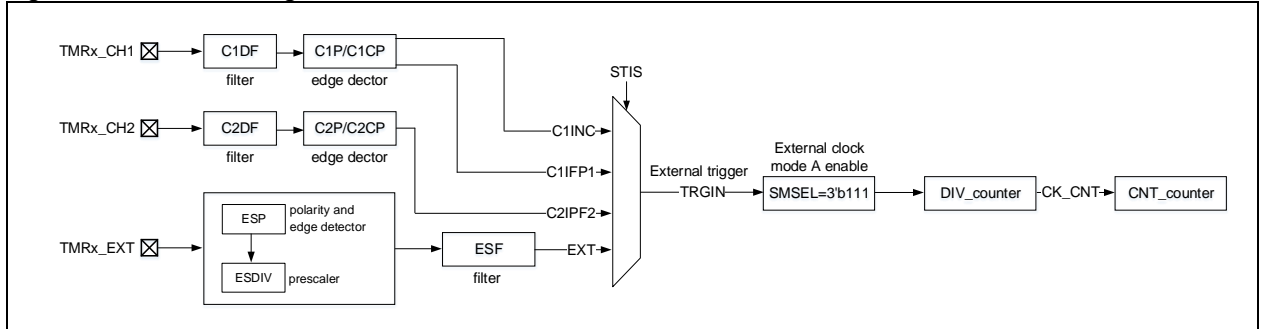 TMRx_CH1
C1DF
filter
C1P/C1CP
edge dector
STIS
TMRx_CH2
C2DF
filter
C2P/C2CP
edge dector
C1INC
C1IFP1
C2IPF2
EXT
External trigger
TRGIN
External clock
mode A enable
SMSEL=3'b111
DIV_counter
CK_CNT
CNT_counter
TMRx_EXT
ESP
polarity and
edge detector
ESDIV
prescaler
ESF
filter